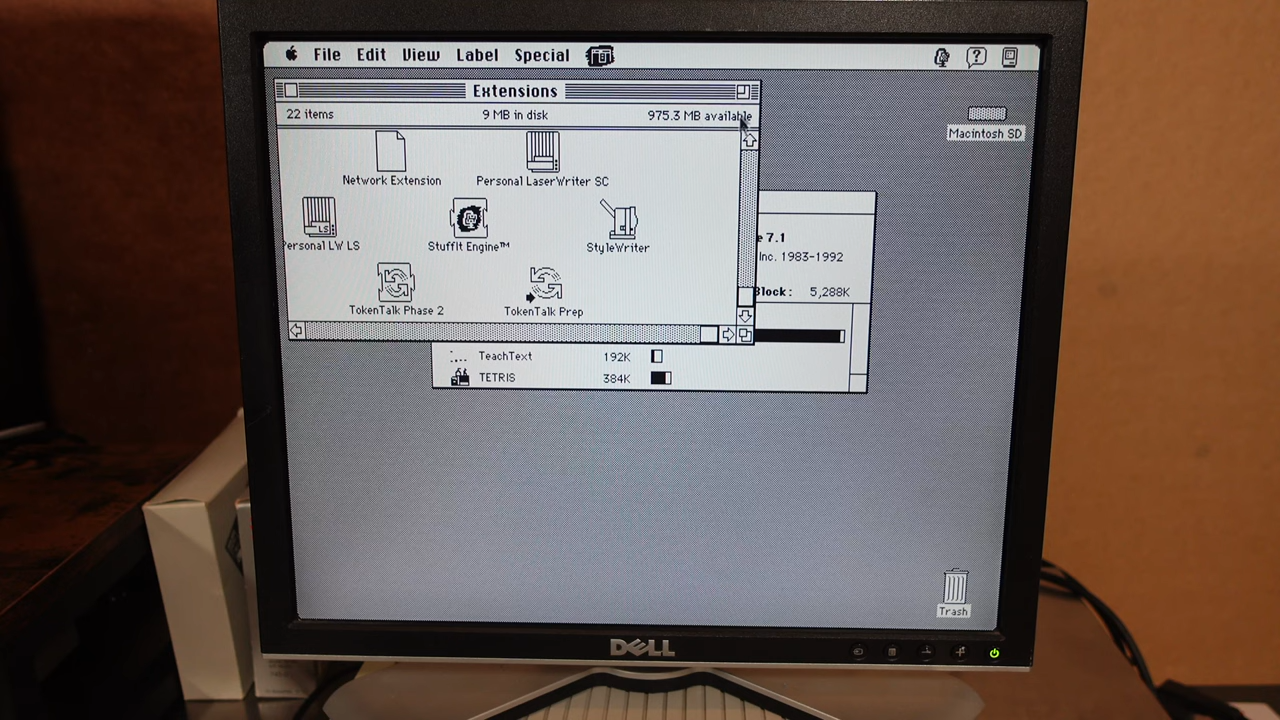 File Edit View Label Special
Extensions
22 items 9 MB in disk 975.3 MB available
Macintosh SD
Network Extension Personal LaserWriter SC
Personal LW LS StuffIt Engine™ StyleWriter
TokenTalk Phase 2 TokenTalk Prep
e 7.1
Inc. 1983-1992
Block: 5,288K
TeachText 192K
TETRIS 384K
Trash
DELL